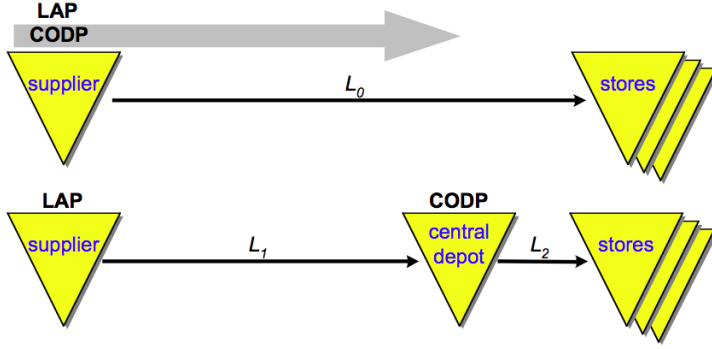 LAP
CODP
supplier
L0
stores
LAP
CODP
supplier
L1
central
depot
L2
stores